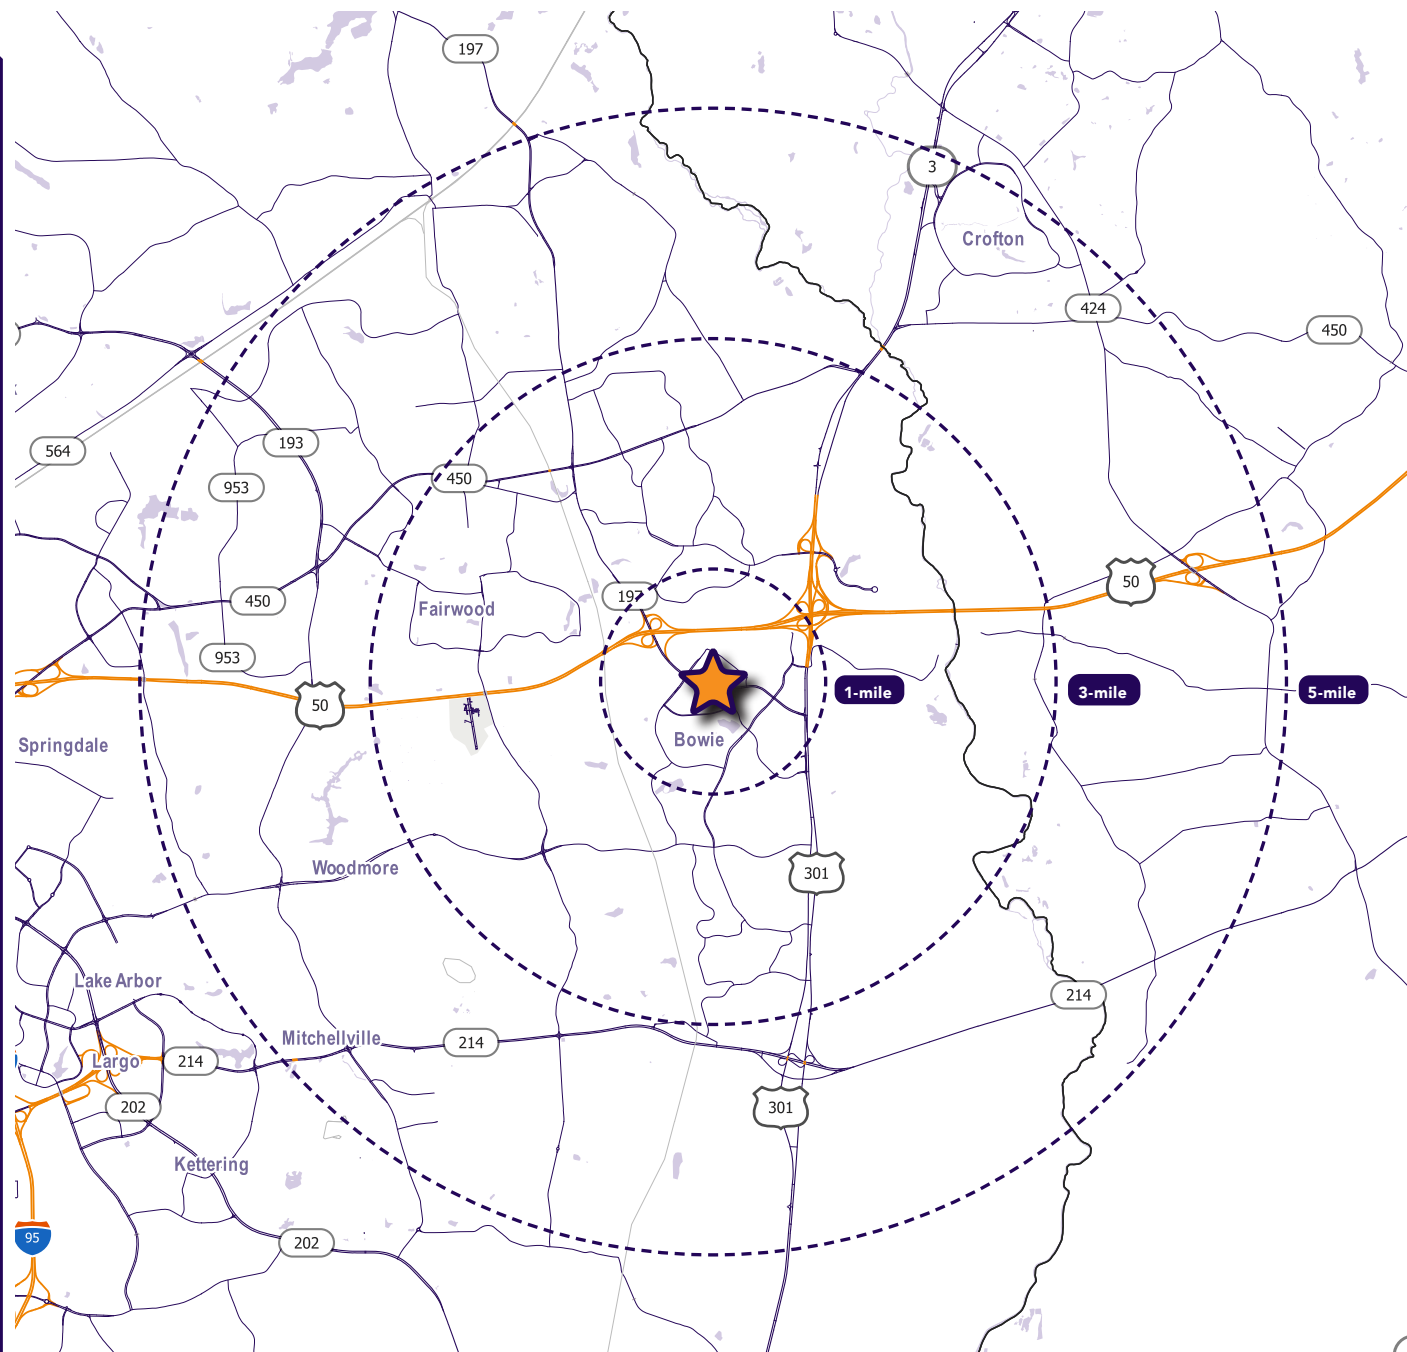 197
3
Crofton
424
450
564
193
953
450
197
50
450
Fairwood
953
50
1-mile
3-mile
5-mile
Springdale
Bowie
Woodmore
301
Lake Arbor
214
Mitchellville
214
Largo
214
202
301
Kettering
95
202